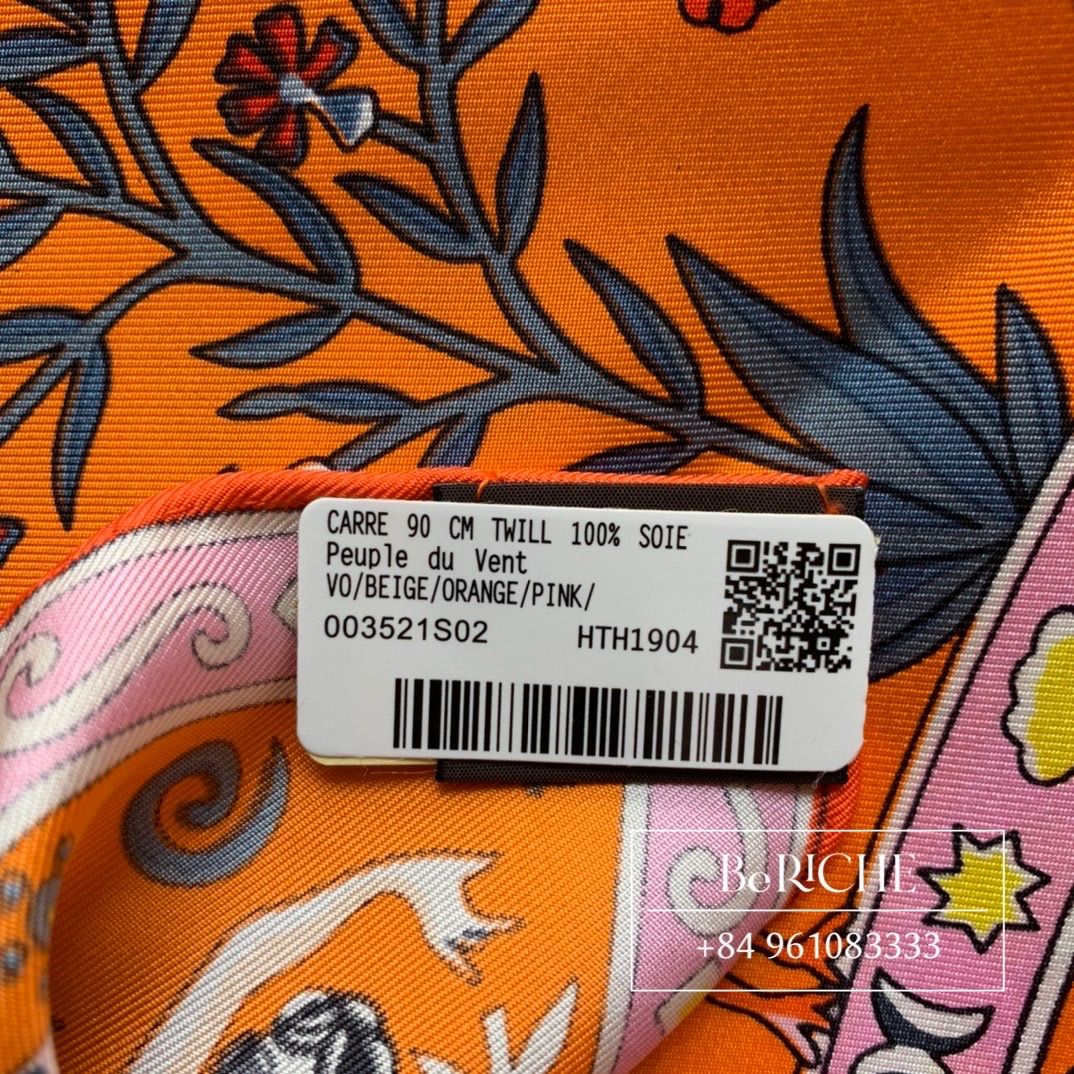 CARRE 90 CM TWILL 100% SOIE
Peuple du Vent
VO/BEIGE/ORANGE/PINK/
003521S02 HTH1904
BeRICHE
+84 961083333